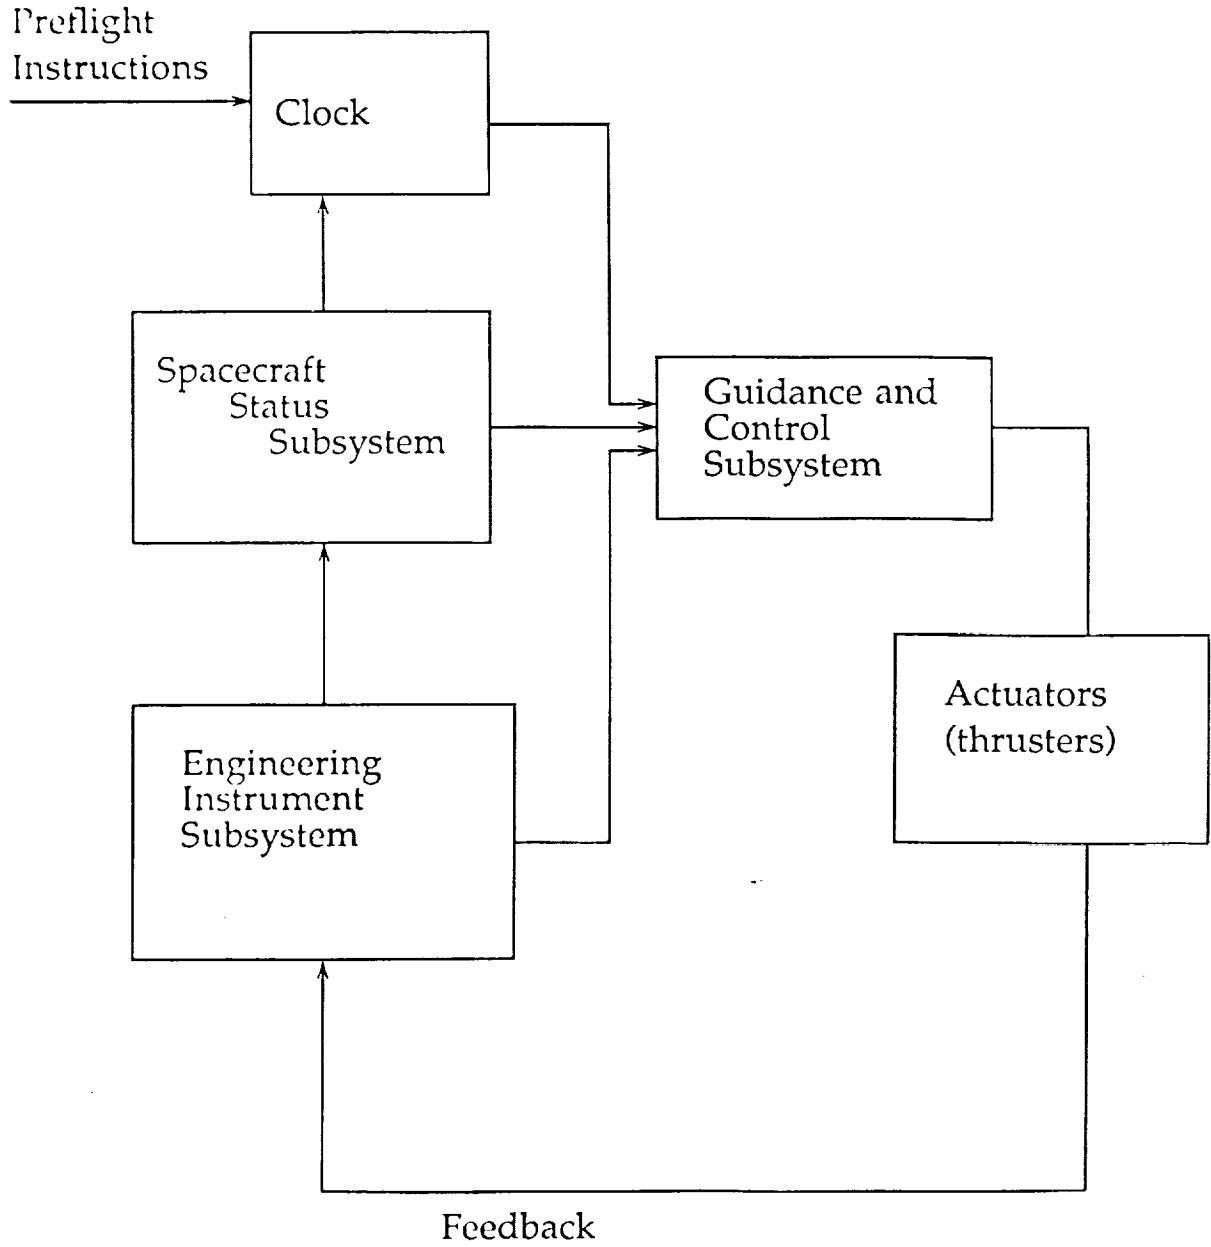 Preflight
Instructions
Clock
Spacecraft
Status
Subsystem
Guidance and
Control
Subsystem
Actuators
(thrusters)
Engineering
Instrument
Subsystem
Feedback